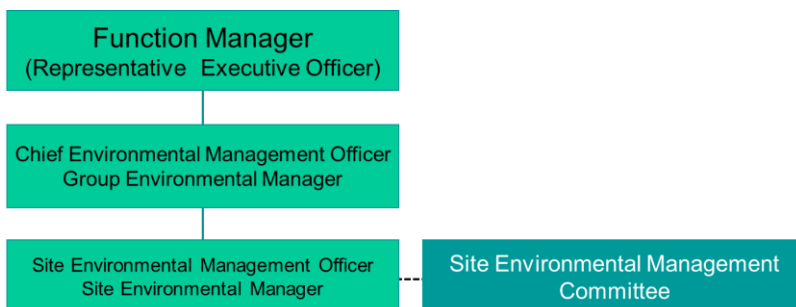 Function Manager
(Representative Executive Officer)
Chief Environmental Management Officer
Group Environmental Manager
Site Environmental Management Officer
Site Environmental Manager
Site Environmental Management
Committee